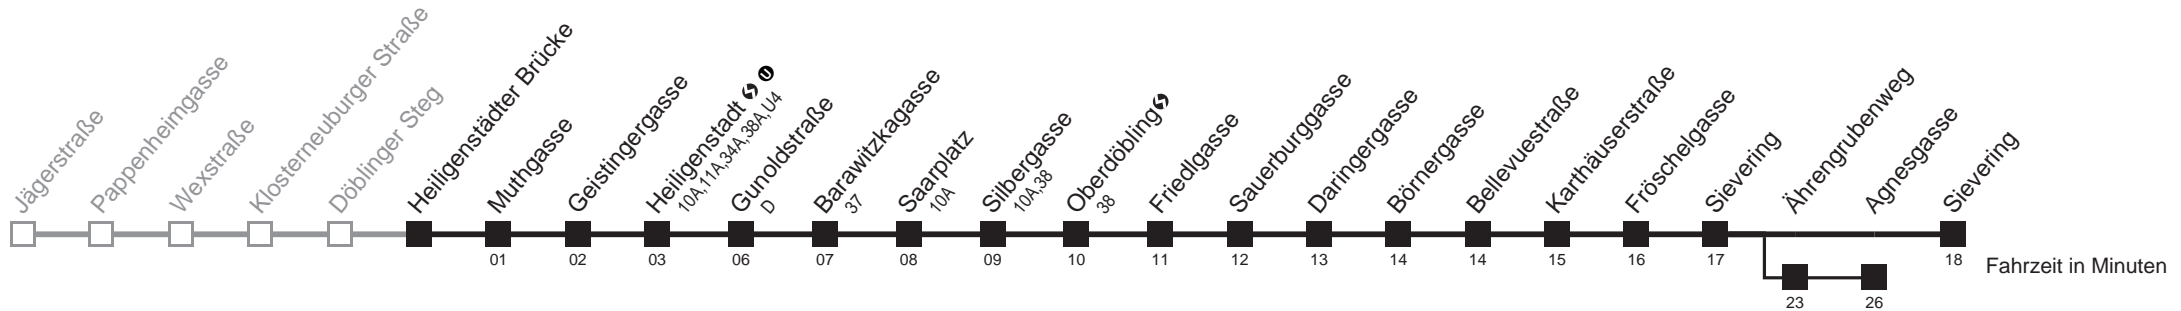 Jägerstraße
Pappenheimgasse
Wexstraße
Klosterneuburger Straße
Döblinger Steg
Heiligenstädter Brücke
Muthgasse
Geistingergasse
Heiligenstadt S U
10A,11A,34A,38A,U4
Gunoldstraße
D
Barawitzkagasse
37
Saarplatz
10A
Silbergasse
10A,38
Oberdöbling S
38
Friedlgasse
Sauerburggasse
Daringergasse
Börnergasse
Bellevuestraße
Karthäuserstraße
Fröschelgasse
Sievering
Ährengrubenweg
Agnesgasse
Sievering
01 02 03 06 07 08 09 10 11 12 13 14 14 15 16 17 18
Fahrzeit in Minuten
23 26